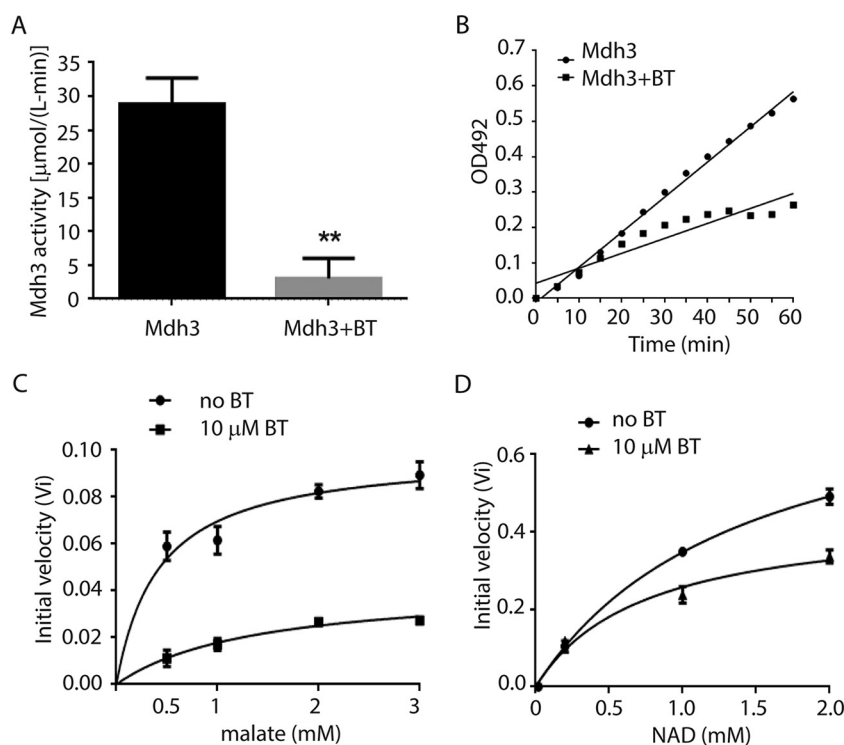 A
Mdh3 activity [μmol/(L-min)]
35
30
25
20
15
10
5
0
**
Mdh3
Mdh3+BT
B
Mdh3
Mdh3+BT
OD492
0.7
0.6
0.5
0.4
0.3
0.2
0.1
0.0
0 10 20 30 40 50 60
Time (min)
C
no BT
10 μM BT
Initial velocity (Vi)
0.10
0.08
0.06
0.04
0.02
0.00
0.5 1 2 3
malate (mM)
D
no BT
10 μM BT
Initial velocity (Vi)
0.6
0.4
0.2
0
0 0.5 1.0 1.5 2.0
NAD (mM)